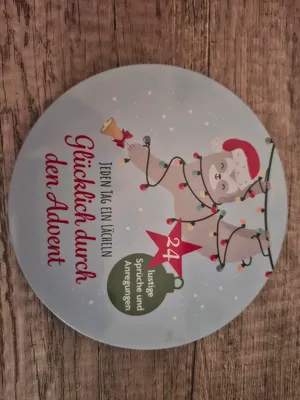 JEDEN TAG EIN LÄCHELN
Glücklich durch
den Advent
24
lustige
Sprüche und
Anregungen